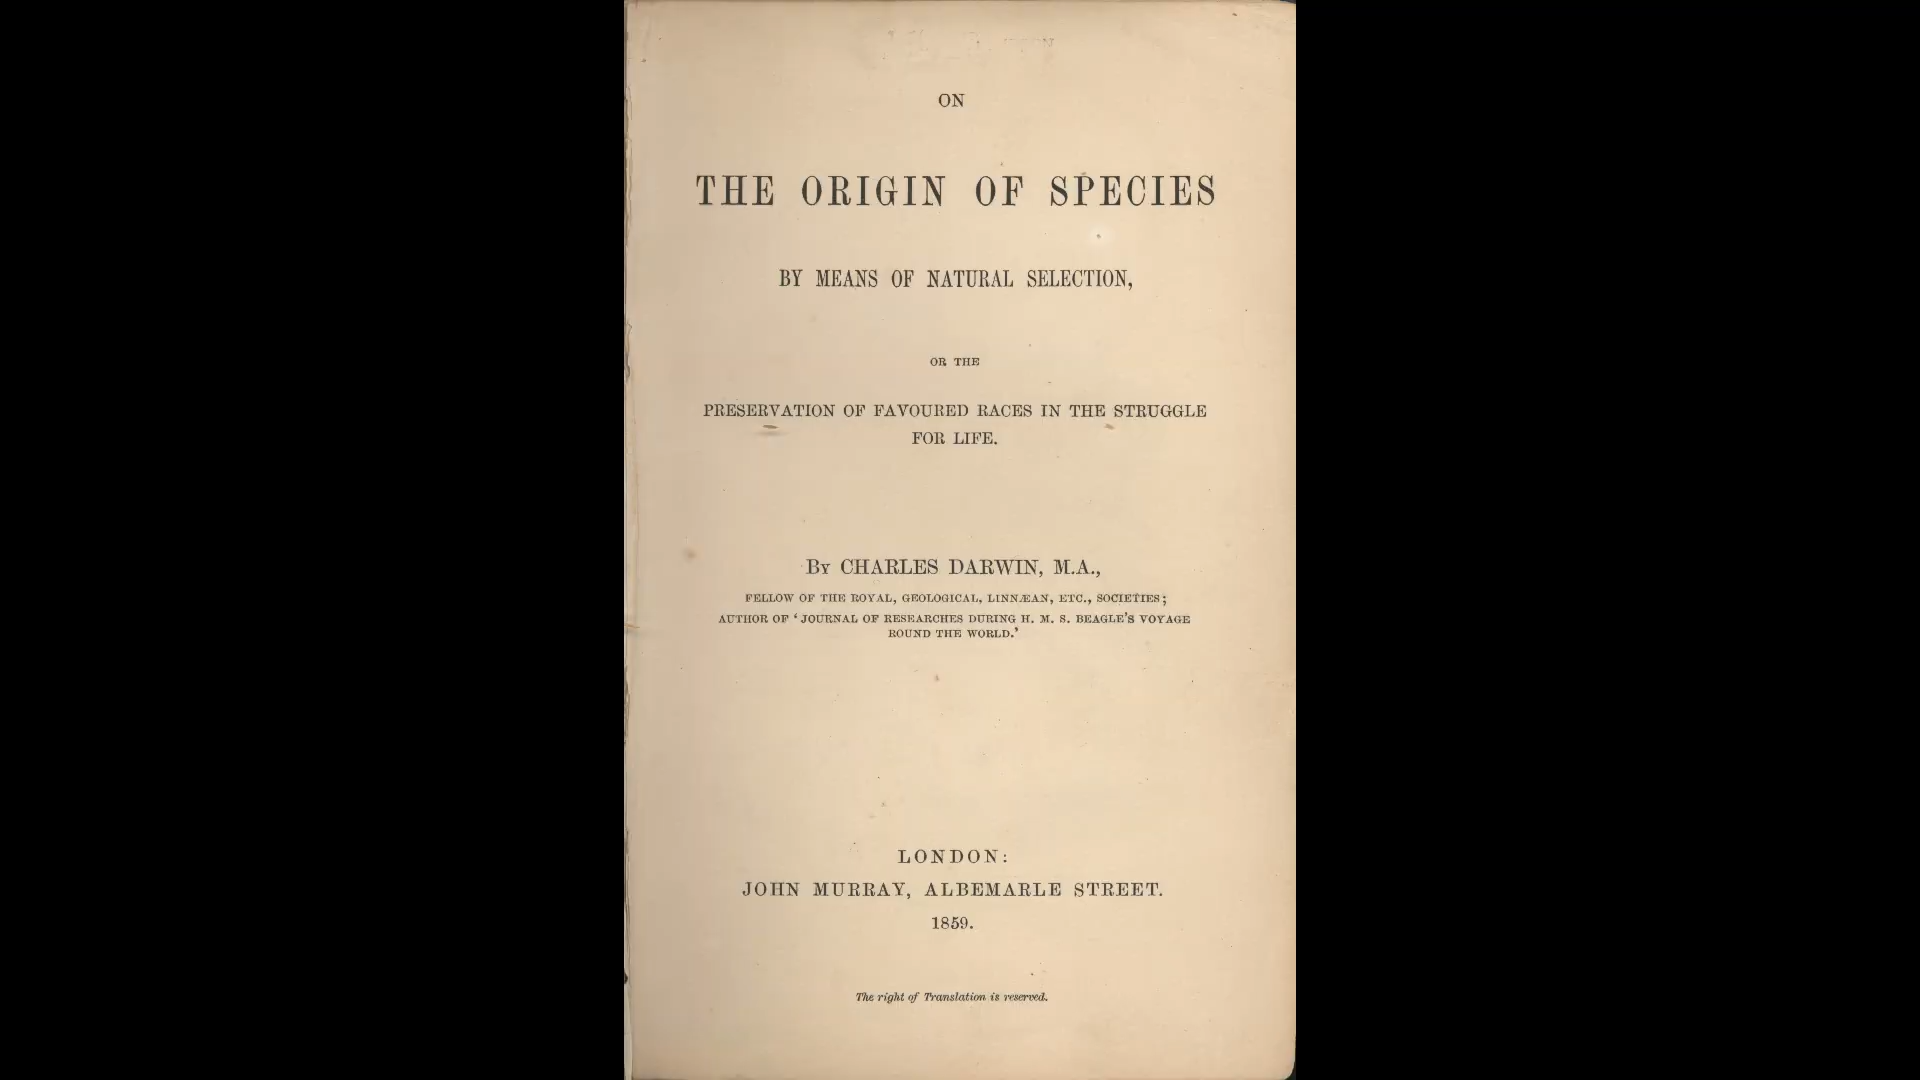 ON
THE ORIGIN OF SPECIES
BY MEANS OF NATURAL SELECTION,
OR THE
PRESERVATION OF FAVOURED RACES IN THE STRUGGLE
FOR LIFE.
By CHARLES DARWIN, M.A.,
FELLOW OF THE ROYAL, GEOLOGICAL, LINNÆAN, ETC., SOCIETIES;
AUTHOR OF ‘JOURNAL OF RESEARCHES DURING H. M. S. BEAGLE’S VOYAGE
ROUND THE WORLD.’
LONDON:
JOHN MURRAY, ALBEMARLE STREET.
1859.
The right of Translation is reserved.